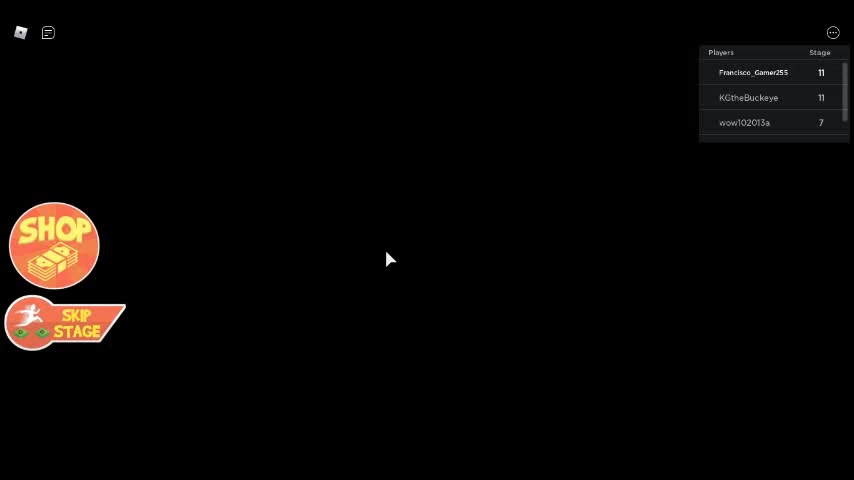 Players Stage
Francisco_Gamer255 11
KGtheBuckeye 11
wow102013a 7
SHOP
SKIP
STAGE